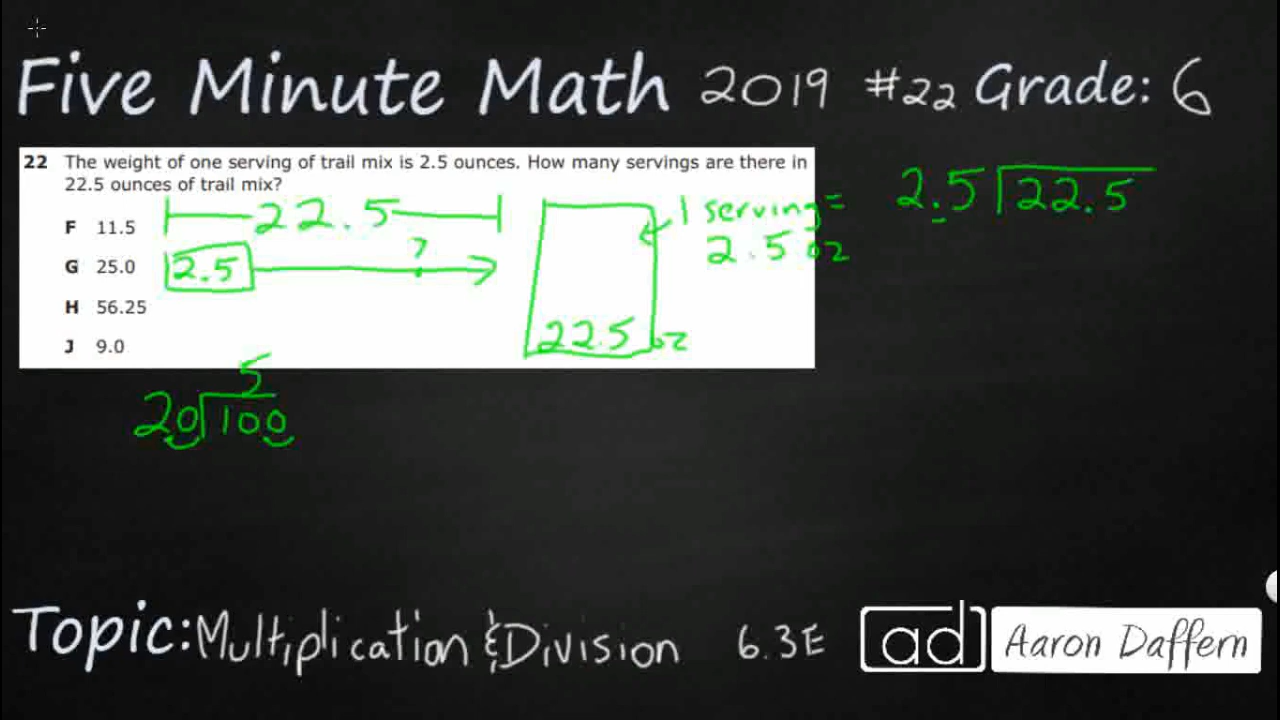 Five Minute Math 2019 #22 Grade: 6
22 The weight of one serving of trail mix is 2.5 ounces. How many servings are there in
22.5 ounces of trail mix?
F 11.5
G 25.0
H 56.25
J 9.0
22.5
?
2.5
1 serving =
2.5 oz
22.5 oz
2.5 22.5
5
20 100
Topic: Multiplication & Division 6.3E
ad Aaron Daffern